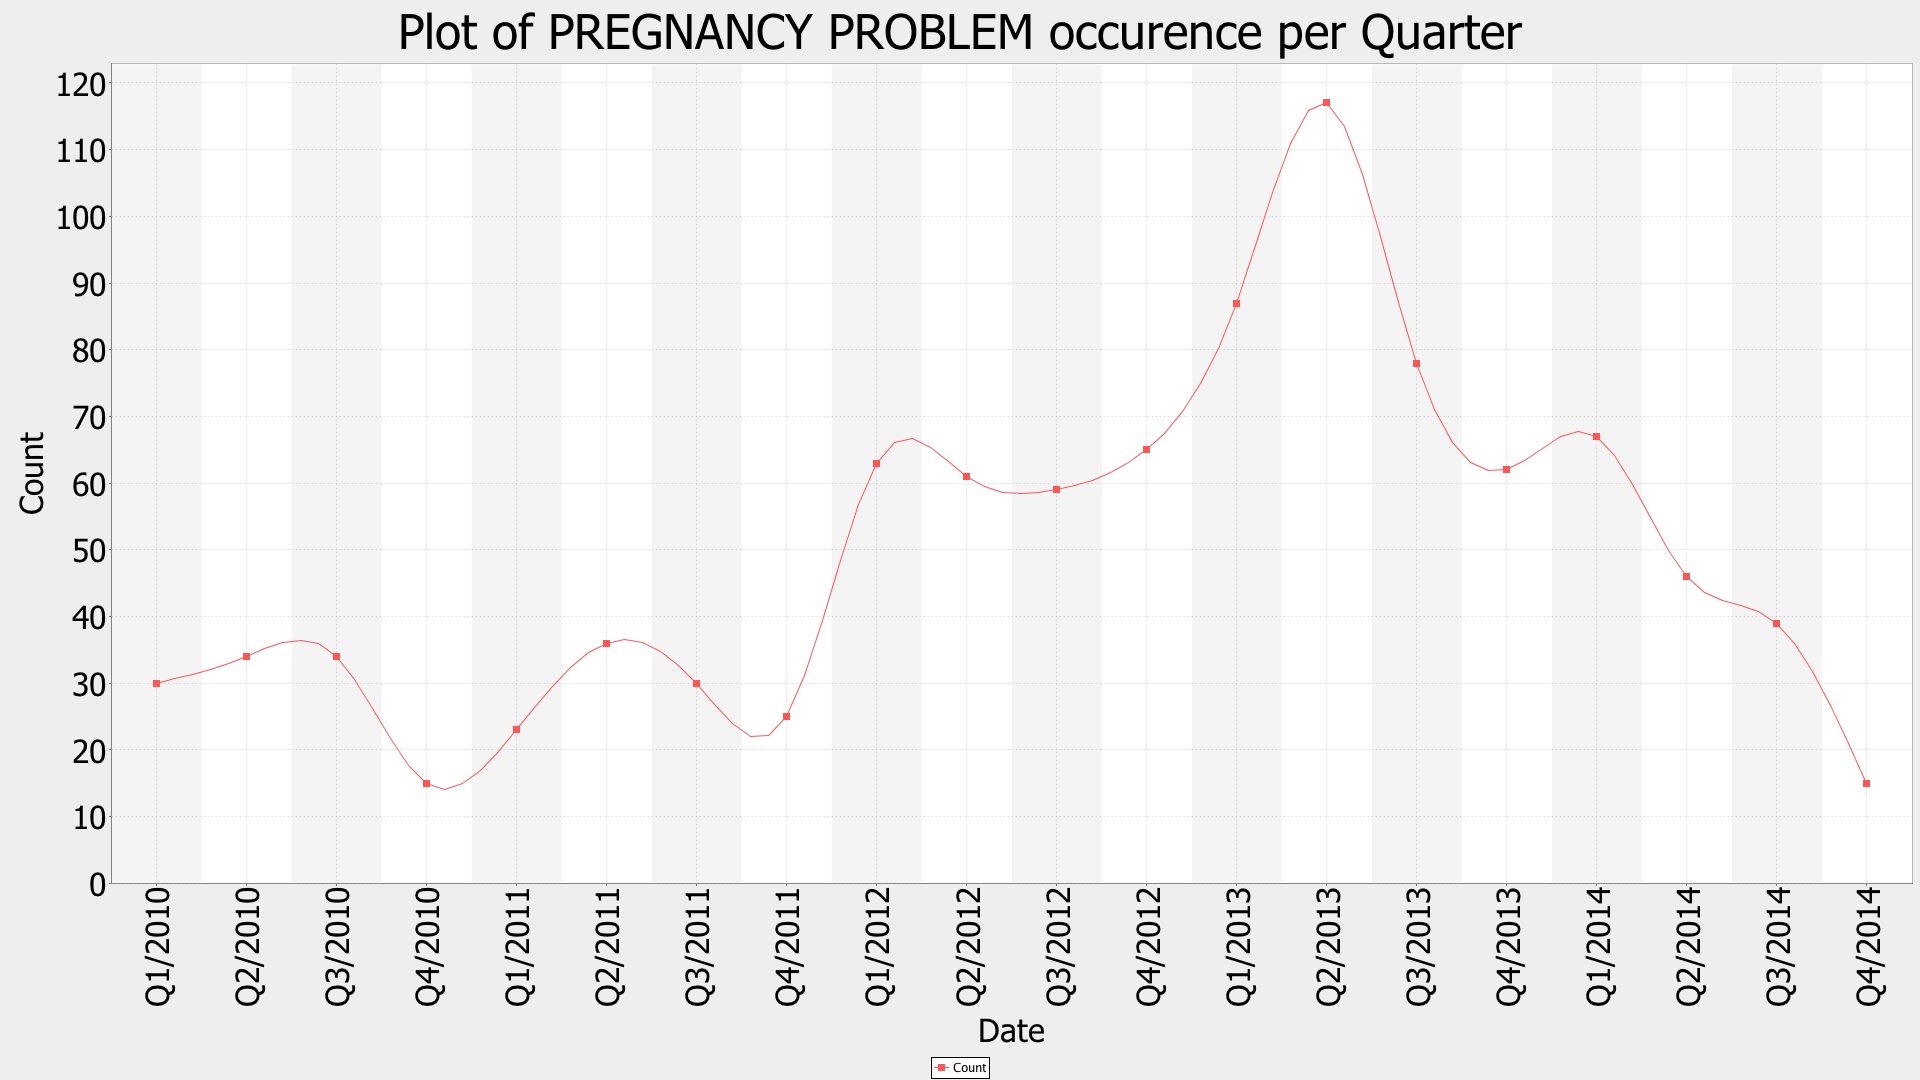 Plot of PREGNANCY PROBLEM occurence per Quarter
120
110
100
90
80
70
60
50
40
30
20
10
0
Count
Q1/2010
Q2/2010
Q3/2010
Q4/2010
Q1/2011
Q2/2011
Q3/2011
Q4/2011
Q1/2012
Q2/2012
Q3/2012
Q4/2012
Q1/2013
Q2/2013
Q3/2013
Q4/2013
Q1/2014
Q2/2014
Q3/2014
Q4/2014
Date
Count